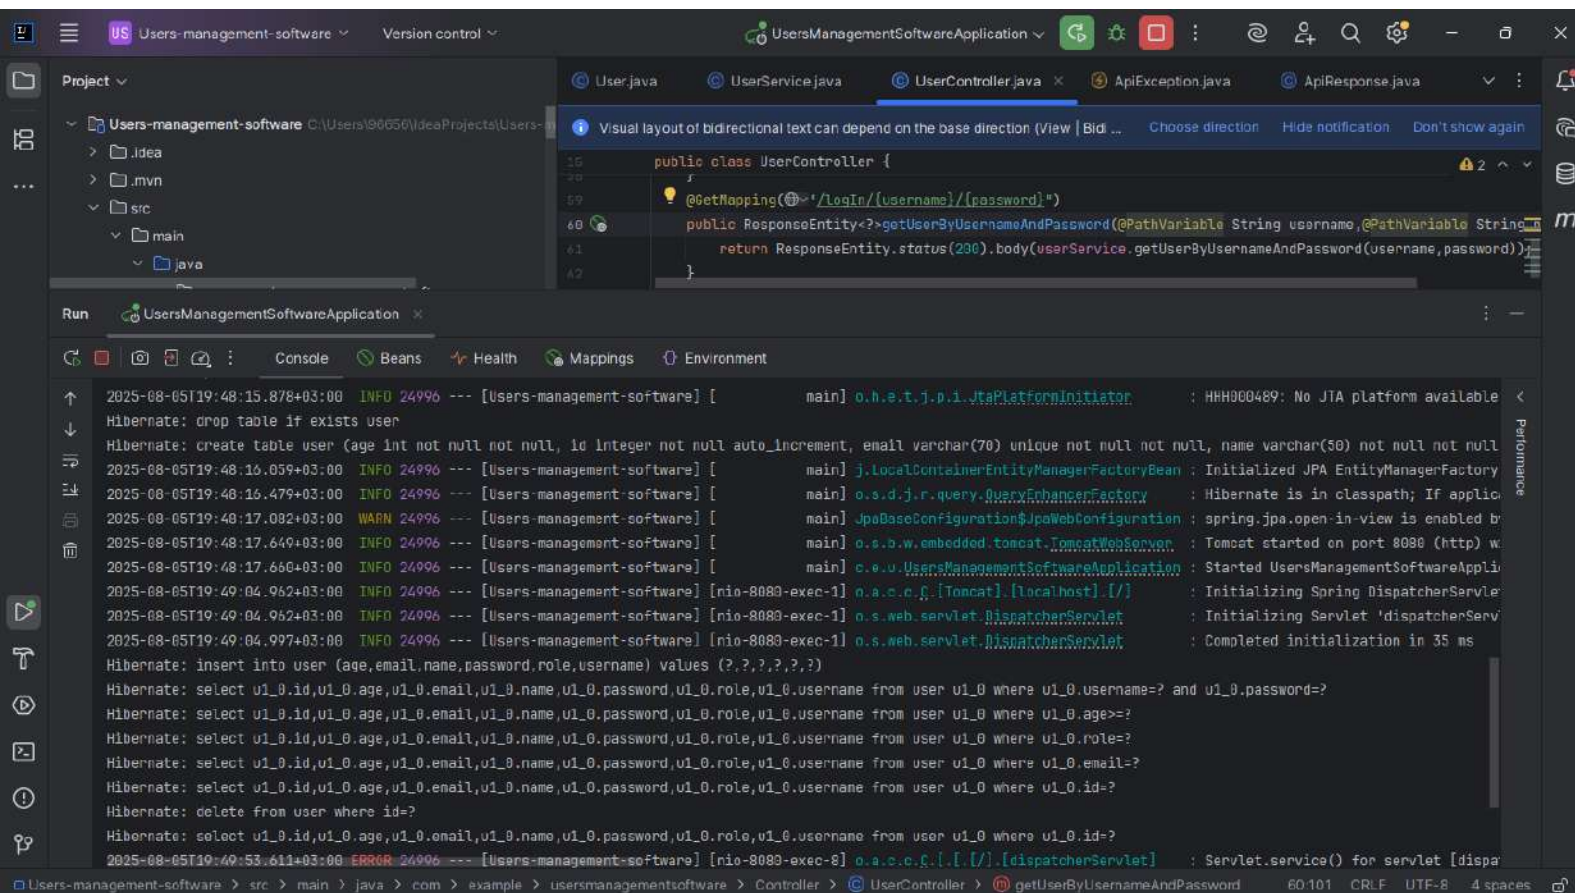 US Users-management-software Version control UsersManagementSoftwareApplication
Project
User.java UserService.java UserController.java ApiException.java ApiResponse.java
Users-management-software C:\Users\96656\IdeaProjects\Users-
Visual layout of bidirectional text can depend on the base direction (View | Bidi ... Choose direction Hide notification Don't show again
.idea
.mvn
src
main
java
15 public class UserController {
2
}
59 @GetMapping("/logIn/{username}/{password}")
60 public ResponseEntity<?>getUserByUsernameAndPassword(@PathVariable String username,@PathVariable String
61 return ResponseEntity.status(200).body(userService.getUserByUsernameAndPassword(username,password));
62 }
Run UsersManagementSoftwareApplication
Console Beans Health Mappings Environment
2025-08-05T19:48:15.878+03:00 INFO 24996 --- [Users-management-software] [ main] o.h.e.t.j.p.i.JtaPlatformInitiator : HHH000489: No JTA platform available
Hibernate: drop table if exists user
Hibernate: create table user (age int not null not null, id integer not null auto_increment, email varchar(70) unique not null not null, name varchar(50) not null not null
2025-08-05T19:48:16.059+03:00 INFO 24996 --- [Users-management-software] [ main] j.LocalContainerEntityManagerFactoryBean : Initialized JPA EntityManagerFactory
2025-08-05T19:48:16.479+03:00 INFO 24996 --- [Users-management-software] [ main] o.s.d.j.r.query.QueryEnhancerFactory : Hibernate is in classpath; If applic
2025-08-05T19:48:17.082+03:00 WARN 24996 --- [Users-management-software] [ main] JpaBaseConfiguration$JpaWebConfiguration : spring.jpa.open-in-view is enabled b
2025-08-05T19:48:17.649+03:00 INFO 24996 --- [Users-management-software] [ main] o.s.b.w.embedded.tomcat.TomcatWebServer : Tomcat started on port 8080 (http) w
2025-08-05T19:48:17.660+03:00 INFO 24996 --- [Users-management-software] [ main] c.e.u.UsersManagementSoftwareApplication : Started UsersManagementSoftwareAppli
2025-08-05T19:49:04.962+03:00 INFO 24996 --- [Users-management-software] [nio-8080-exec-1] o.a.c.c.C.[Tomcat].[localhost].[/] : Initializing Spring DispatcherServle
2025-08-05T19:49:04.962+03:00 INFO 24996 --- [Users-management-software] [nio-8080-exec-1] o.s.web.servlet.DispatcherServlet : Initializing Servlet 'dispatcherServ
2025-08-05T19:49:04.997+03:00 INFO 24996 --- [Users-management-software] [nio-8080-exec-1] o.s.web.servlet.DispatcherServlet : Completed initialization in 35 ms
Hibernate: insert into user (age,email,name,password,role,username) values (?,?,?,?,?,?)
Hibernate: select u1_0.id,u1_0.age,u1_0.email,u1_0.name,u1_0.password,u1_0.role,u1_0.username from user u1_0 where u1_0.username=? and u1_0.password=?
Hibernate: select u1_0.id,u1_0.age,u1_0.email,u1_0.name,u1_0.password,u1_0.role,u1_0.username from user u1_0 where u1_0.age>=?
Hibernate: select u1_0.id,u1_0.age,u1_0.email,u1_0.name,u1_0.password,u1_0.role,u1_0.username from user u1_0 where u1_0.role=?
Hibernate: select u1_0.id,u1_0.age,u1_0.email,u1_0.name,u1_0.password,u1_0.role,u1_0.username from user u1_0 where u1_0.email=?
Hibernate: select u1_0.id,u1_0.age,u1_0.email,u1_0.name,u1_0.password,u1_0.role,u1_0.username from user u1_0 where u1_0.id=?
Hibernate: delete from user where id=?
Hibernate: select u1_0.id,u1_0.age,u1_0.email,u1_0.name,u1_0.password,u1_0.role,u1_0.username from user u1_0 where u1_0.id=?
2025-08-05T19:49:53.611+03:00 ERROR 24996 --- [Users-management-software] [nio-8080-exec-8] o.a.c.c.C.[.[.[/].[dispatcherServlet] : Servlet.service() for servlet [dispa
Performance
Users-management-software > src > main > java > com > example > usersmanagementsoftware > Controller > UserController > getUserByUsernameAndPassword 60:101 CRLF UTF-8 4 spaces